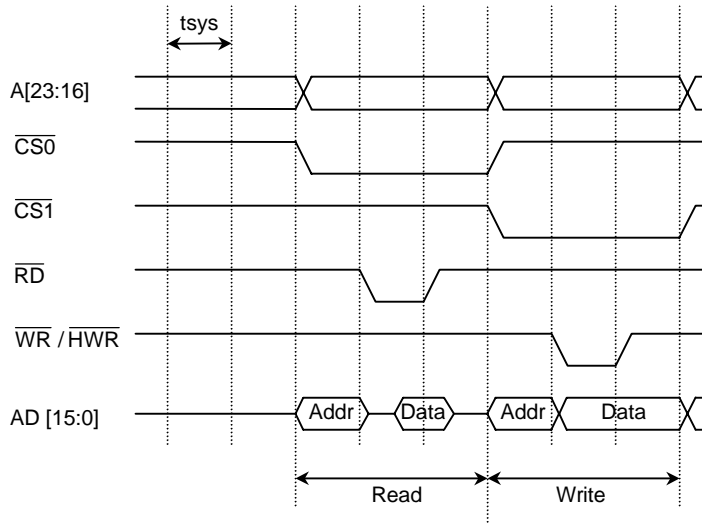 tsys
A[23:16]
CS0
CS1
RD
WR / HWR
AD [15:0]
Addr Data Addr Data
Read Write